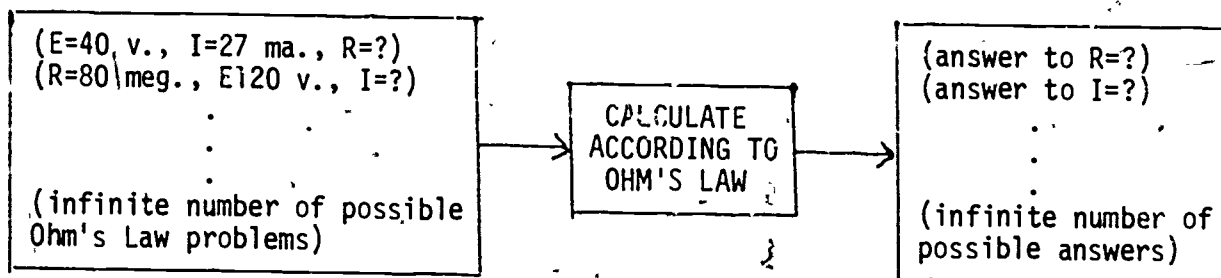 (E=40 v., I=27 ma., R=?)
(R=80 meg., E120 v., I=?)
.
.
.
(infinite number of possible
Ohm's Law problems)
CALCULATE
ACCORDING TO
OHM'S LAW
(answer to R=?)
(answer to I=?)
.
.
.
(infinite number of
possible answers)